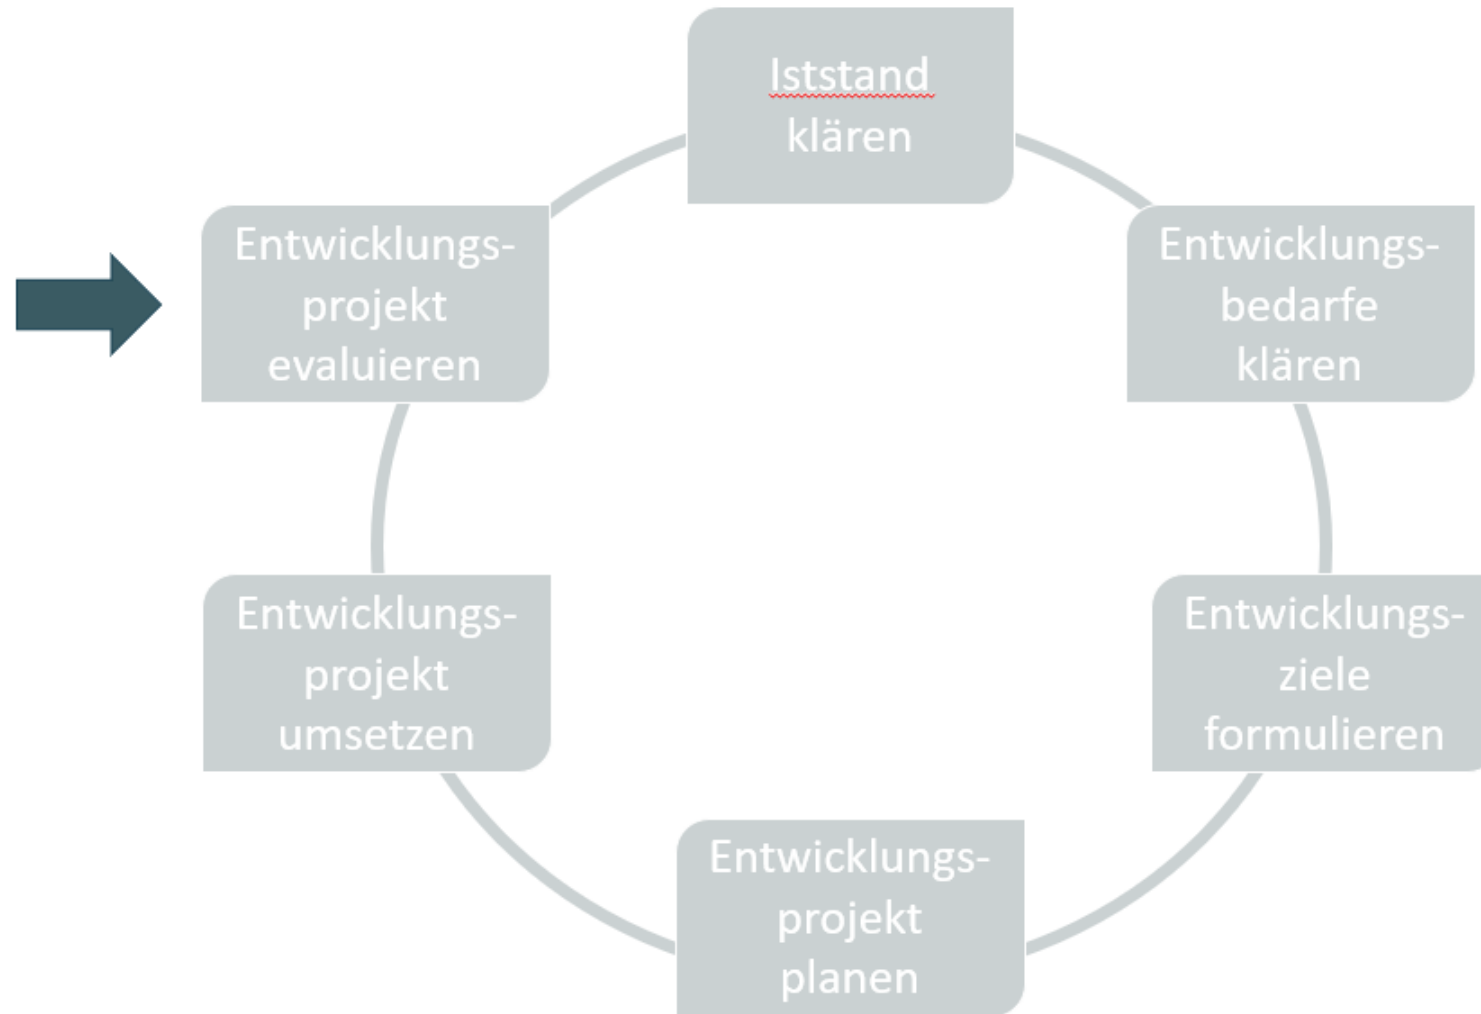 Iststand
klären
Entwicklungs-
bedarfe
klären
Entwicklungs-
ziele
formulieren
Entwicklungs-
projekt
planen
Entwicklungs-
projekt
umsetzen
Entwicklungs-
projekt
evaluieren